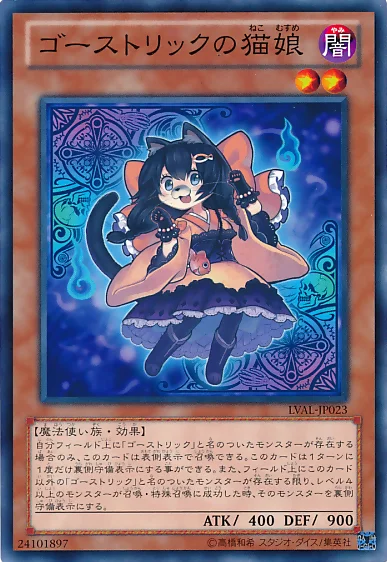 ゴーストリックの猫娘
ねこ むすめ
やみ
闇
LVAL-JP023
【魔法使い族・効果】
自分フィールド上に「ゴーストリック」と名のついたモンスターが存在する
場合のみ、このカードは表側表示で召喚できる。このカードは1ターンに
1度だけ裏側守備表示にする事ができる。また、フィールド上にこのカード
以外の「ゴーストリック」と名のついたモンスターが存在する限り、レベル4
以上のモンスターが召喚・特殊召喚に成功した時、そのモンスターを裏側
守備表示にする。
ATK/ 400 DEF/ 900
24101897
©高橋和希 スタジオ・ダイス/集英社